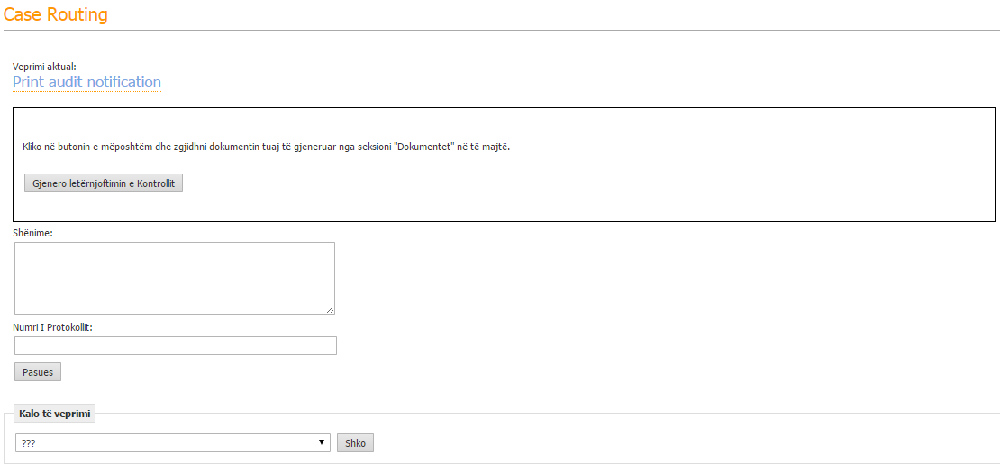 Case Routing
Veprimi aktual:
Print audit notification
Kliko në butonin e mëposhtëm dhe zgjidhni dokumentin tuaj të gjeneruar nga seksioni "Dokumentet" në të majtë.
Gjenero letërnjoftimin e Kontrollit
Shënime:
Numri I Protokollit:
Pasues
Kalo të veprimi
???
Shko